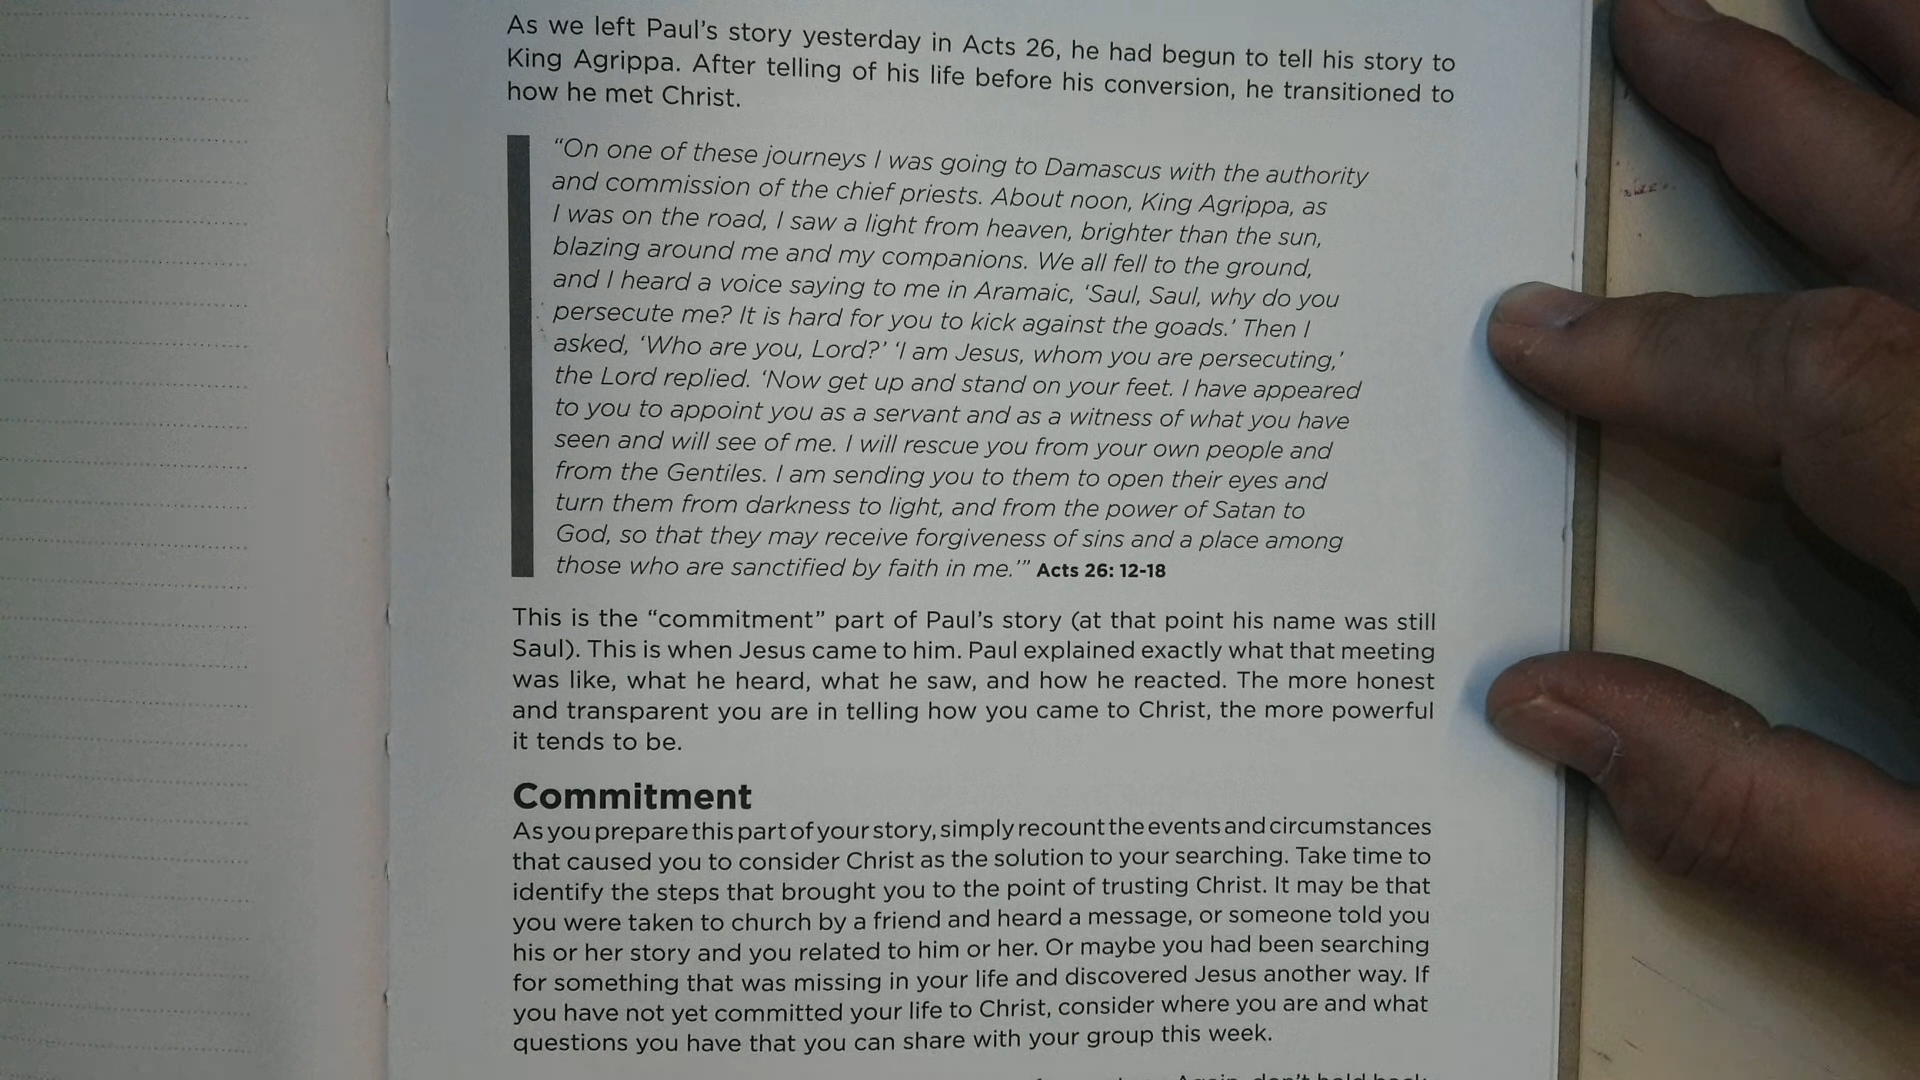 As we left Paul’s story yesterday in Acts 26, he had begun to tell his story to
King Agrippa. After telling of his life before his conversion, he transitioned to
how he met Christ.
“On one of these journeys I was going to Damascus with the authority
and commission of the chief priests. About noon, King Agrippa, as
I was on the road, I saw a light from heaven, brighter than the sun,
blazing around me and my companions. We all fell to the ground,
and I heard a voice saying to me in Aramaic, ‘Saul, Saul, why do you
persecute me? It is hard for you to kick against the goads.’ Then I
asked, ‘Who are you, Lord?’ ‘I am Jesus, whom you are persecuting,’
the Lord replied. ‘Now get up and stand on your feet. I have appeared
to you to appoint you as a servant and as a witness of what you have
seen and will see of me. I will rescue you from your own people and
from the Gentiles. I am sending you to them to open their eyes and
turn them from darkness to light, and from the power of Satan to
God, so that they may receive forgiveness of sins and a place among
those who are sanctified by faith in me.’” Acts 26: 12-18
This is the “commitment” part of Paul’s story (at that point his name was still
Saul). This is when Jesus came to him. Paul explained exactly what that meeting
was like, what he heard, what he saw, and how he reacted. The more honest
and transparent you are in telling how you came to Christ, the more powerful
it tends to be.
Commitment
As you prepare this part of your story, simply recount the events and circumstances
that caused you to consider Christ as the solution to your searching. Take time to
identify the steps that brought you to the point of trusting Christ. It may be that
you were taken to church by a friend and heard a message, or someone told you
his or her story and you related to him or her. Or maybe you had been searching
for something that was missing in your life and discovered Jesus another way. If
you have not yet committed your life to Christ, consider where you are and what
questions you have that you can share with your group this week.
Again, don’t hold back